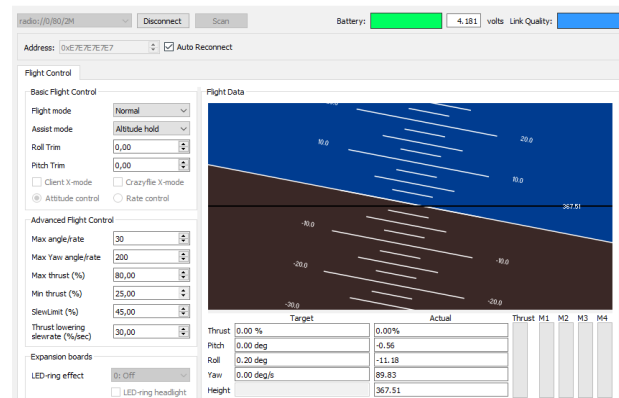 radio://0/80/2M Disconnect Scan Battery: 4.181 volts Link Quality:
Address: 0xE7E7E7E7E7 Auto Reconnect
Flight Control
Basic Flight Control
Flight mode Normal
Assist mode Altitude hold
Roll Trim 0,00
Pitch Trim 0,00
Client X-mode Crazyflie X-mode
Attitude control Rate control
Advanced Flight Control
Max angle/rate 30
Max Yaw angle/rate 200
Max thrust (%) 80,00
Min thrust (%) 25,00
SlewLimit (%) 45,00
Thrust lowering
slewrate (%/sec) 30,00
Expansion boards
LED-ring effect 0: Off
LED-ring headlight
Flight Data
20.0
10.0
10.0
367.51
-10.0
-10.0
-20.0
-20.0
-30.0
Target Actual Thrust M1 M2 M3 M4
Thrust 0.00 % 0.00%
Pitch 0.00 deg -0.56
Roll 0.20 deg -11.18
Yaw 0.00 deg/s 89.83
Height 367.51